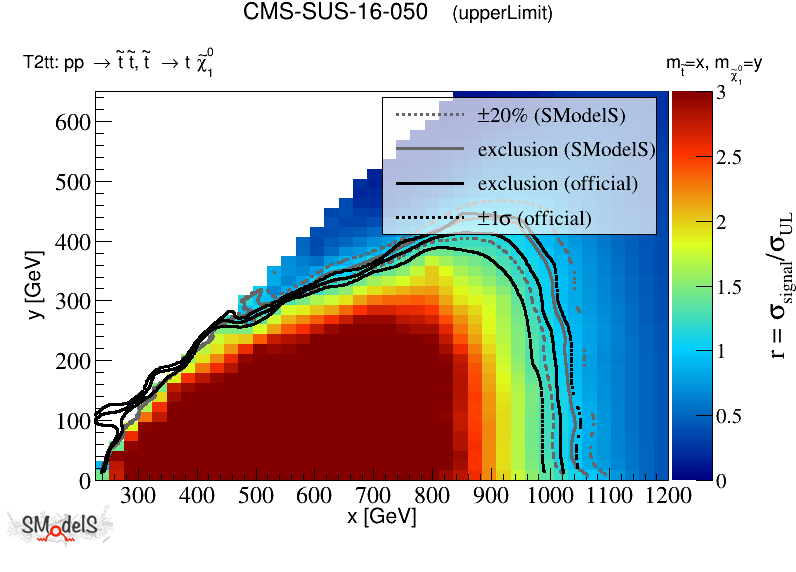 CMS-SUS-16-050 (upperLimit)
T2tt: pp → t̃ t̃, t̃ → t χ̃⁰₁
m_t̃=x, m_χ̃⁰₁=y
±20% (SModelS)
exclusion (SModelS)
exclusion (official)
±1σ (official)
600
500
400
300
200
100
0
y [GeV]
300 400 500 600 700 800 900 1000 1100 1200
x [GeV]
3
2.5
2
1.5
1
0.5
0
r = σ_signal/σ_UL
SModelS